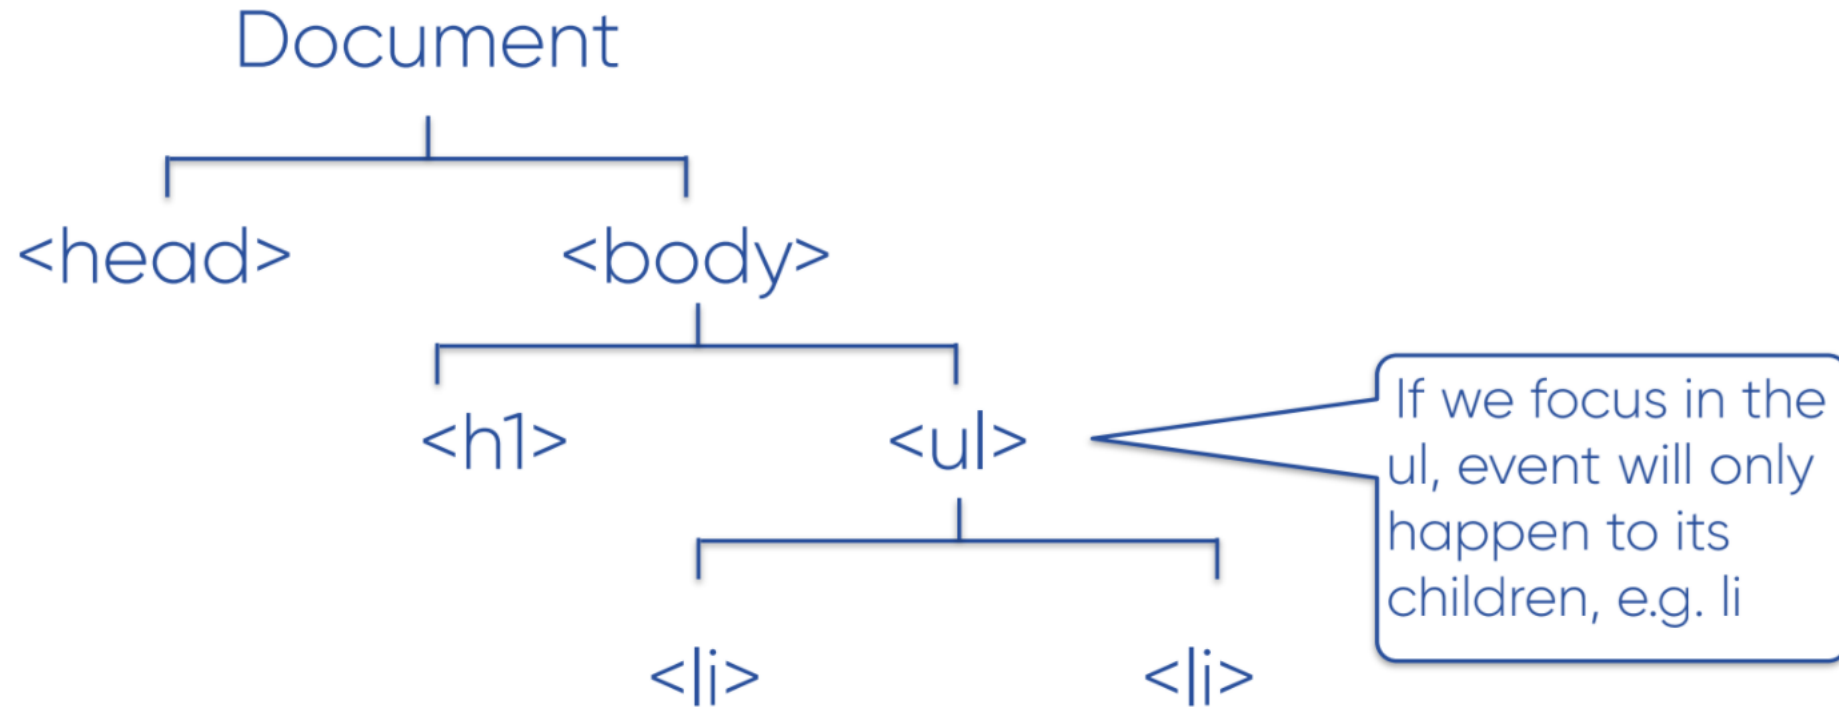 Document
<head>
<body>
<h1>
<ul>
If we focus in the
ul, event will only
happen to its
children, e.g. li
<li>
<li>